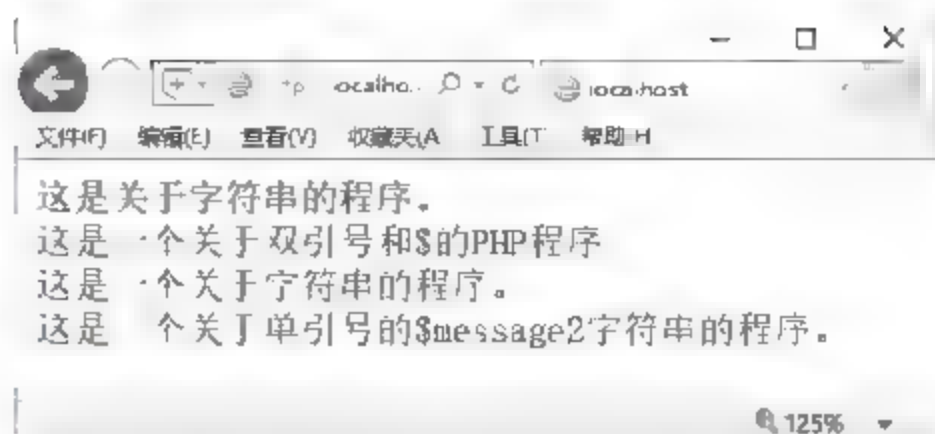 ocalho..
localhost
文件(F) 编辑(E) 查看(V) 收藏夹(A 工具(T 帮助 H
这是关于字符串的程序。
这是一个关于双引号和$的PHP程序
这是一个关于字符串的程序。
这是一个关于单引号的$message2字符串的程序。
125%